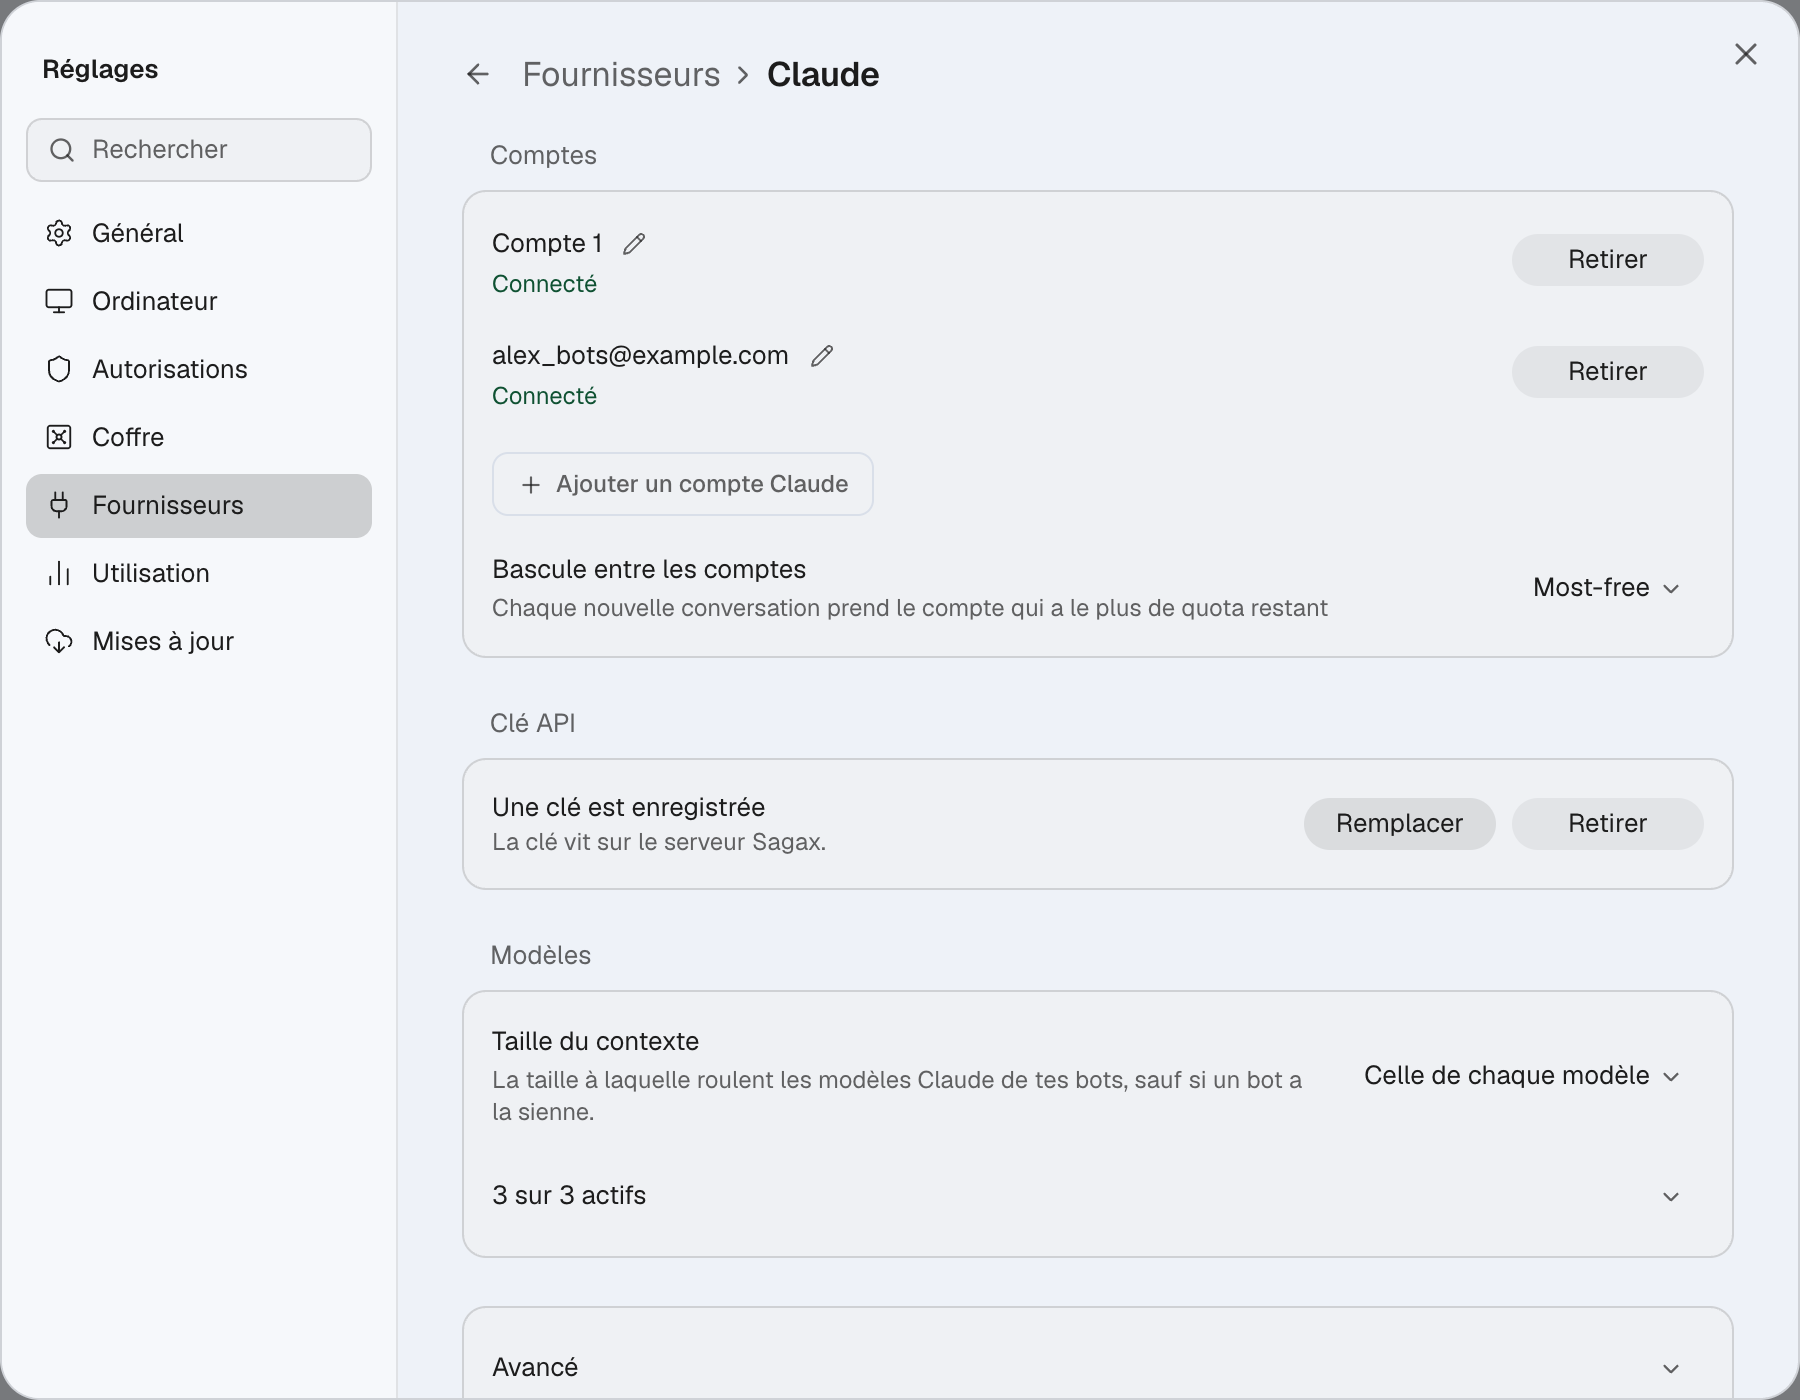 Réglages
Rechercher
Général
Ordinateur
Autorisations
Coffre
Fournisseurs
Utilisation
Mises à jour
Fournisseurs > Claude
Comptes
Compte 1
Connecté
Retirer
alex_bots@example.com
Connecté
Retirer
+ Ajouter un compte Claude
Bascule entre les comptes
Chaque nouvelle conversation prend le compte qui a le plus de quota restant
Most-free
Clé API
Une clé est enregistrée
La clé vit sur le serveur Sagax.
Remplacer
Retirer
Modèles
Taille du contexte
La taille à laquelle roulent les modèles Claude de tes bots, sauf si un bot a
la sienne.
Celle de chaque modèle
3 sur 3 actifs
Avancé